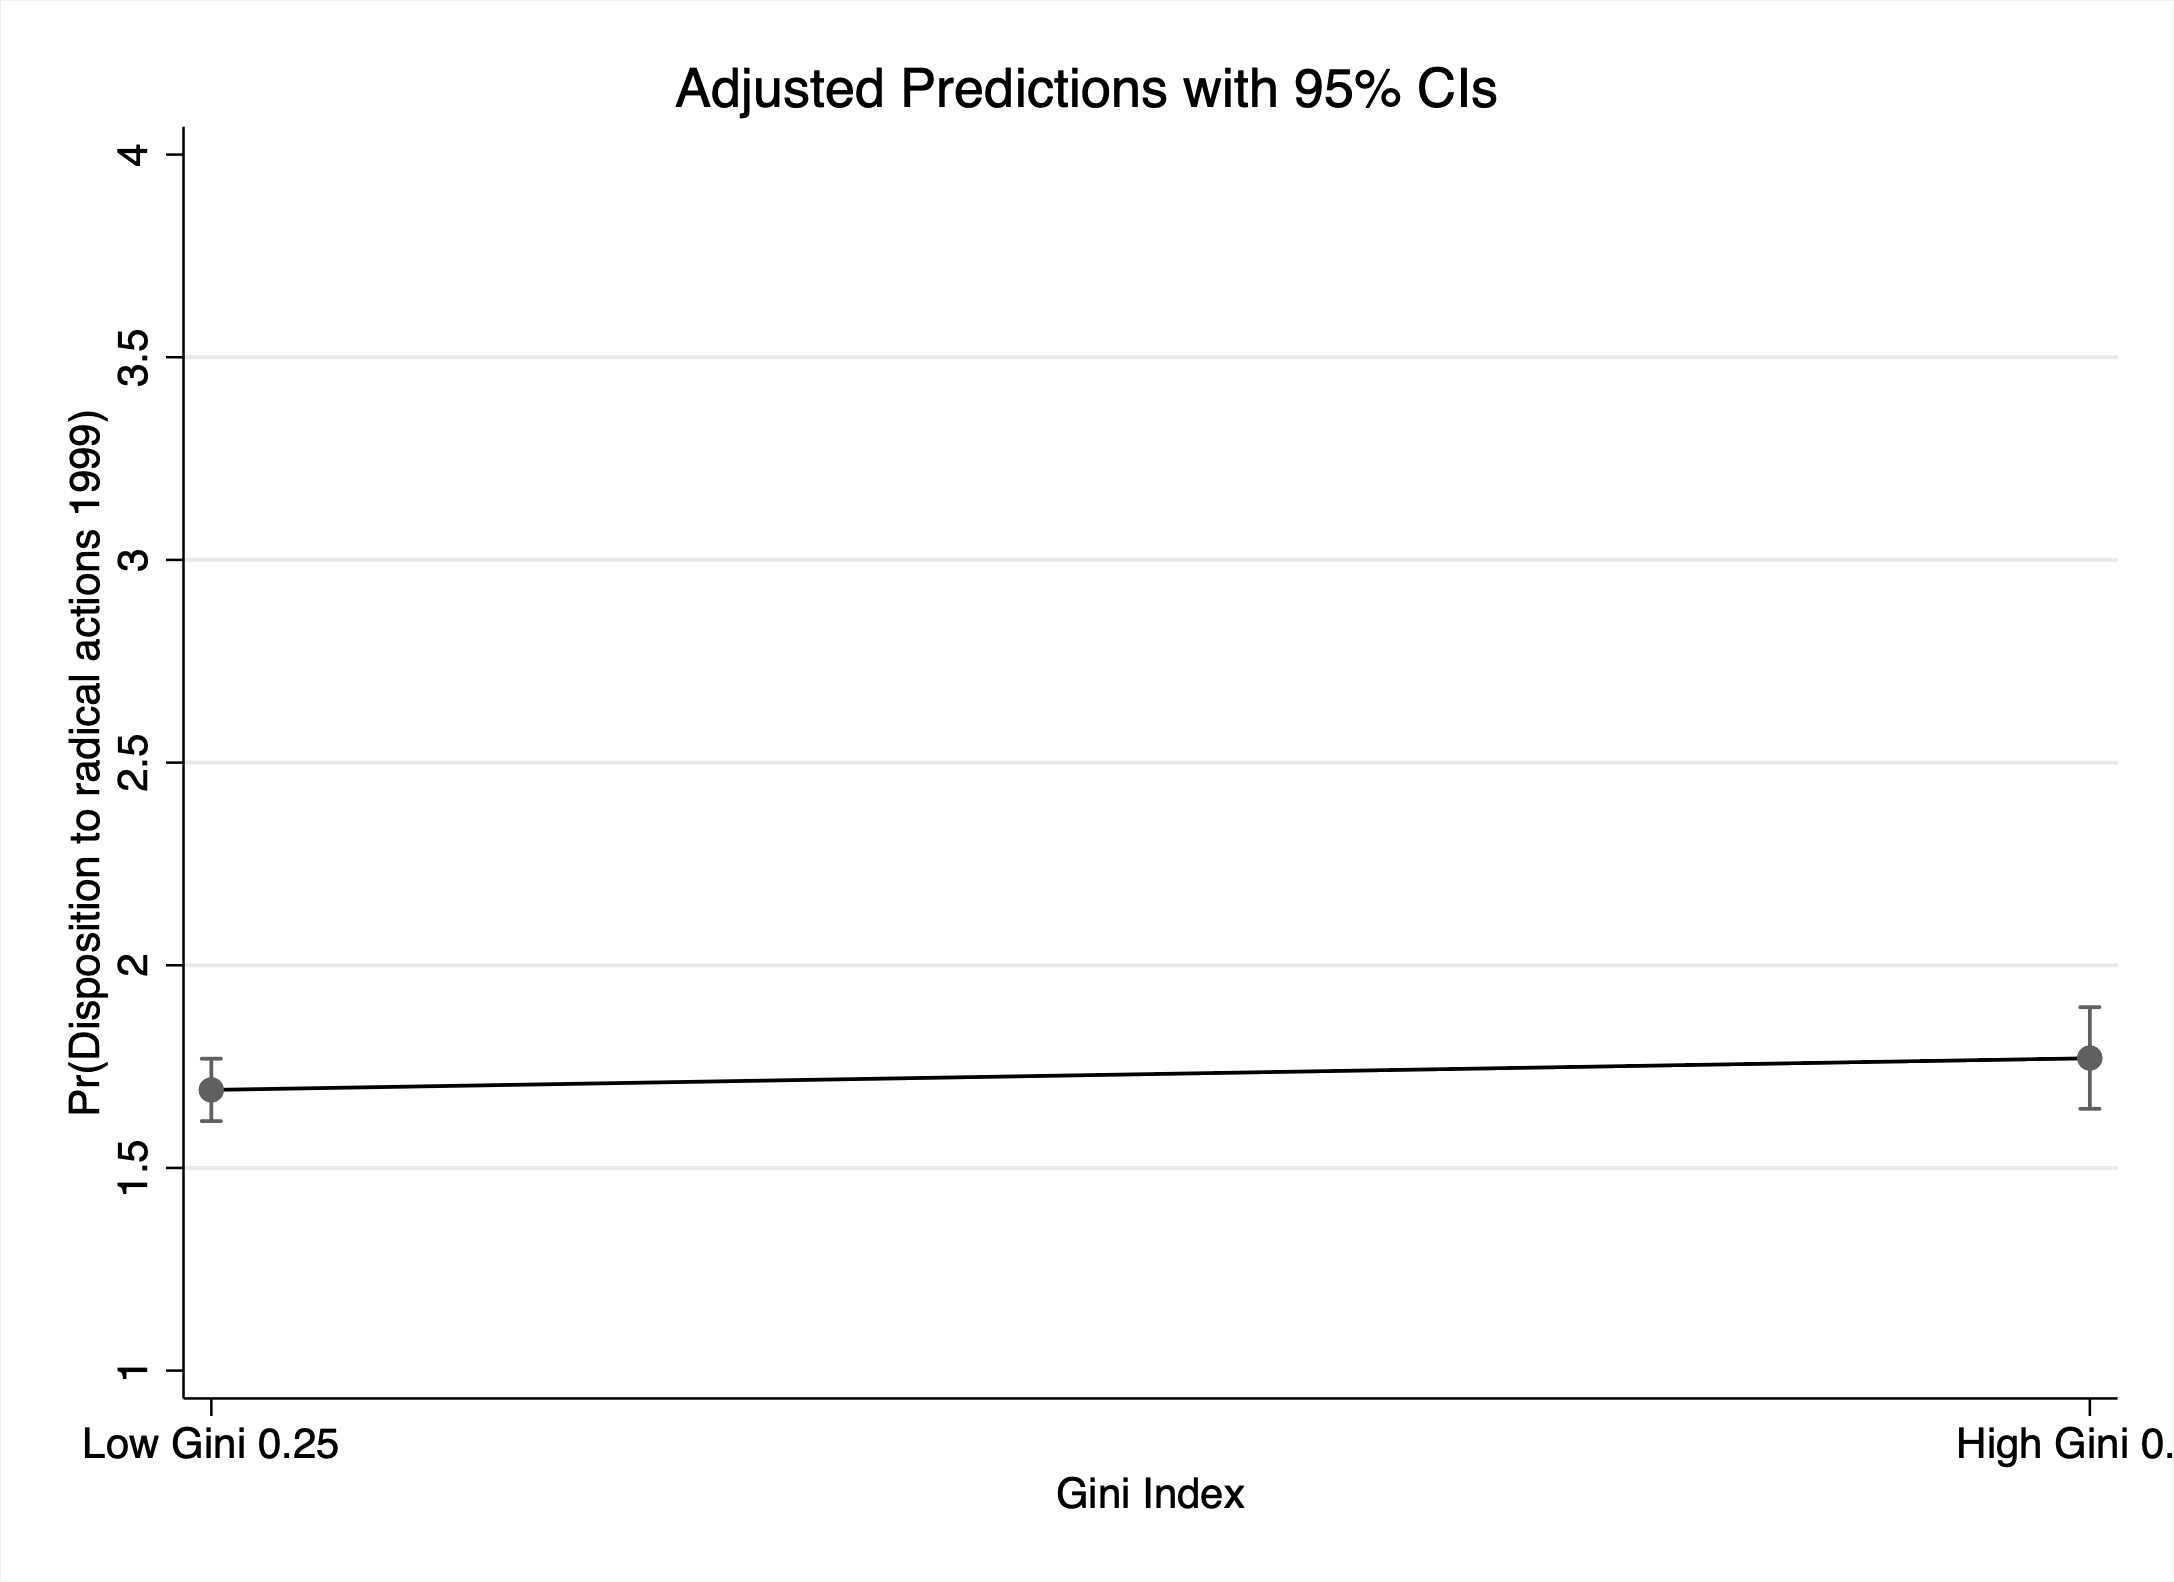 Adjusted Predictions with 95% CIs
Pr(Disposition to radical actions 1999)
4
3.5
3
2.5
2
1.5
1
Low Gini 0.25
High Gini 0.
Gini Index